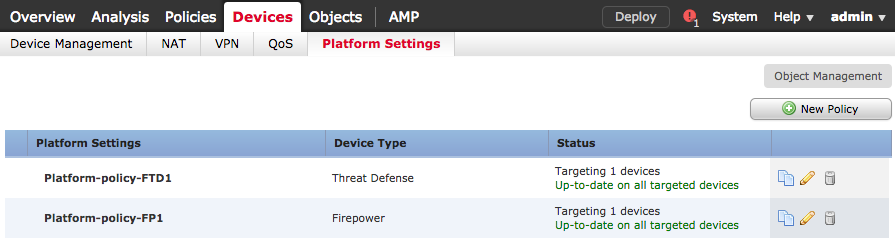 Overview Analysis Policies Devices Objects AMP Deploy 1 System Help admin
Device Management NAT VPN QoS Platform Settings
Object Management
New Policy
Platform Settings Device Type Status
Platform-policy-FTD1 Threat Defense Targeting 1 devices
Up-to-date on all targeted devices
Platform-policy-FP1 Firepower Targeting 1 devices
Up-to-date on all targeted devices